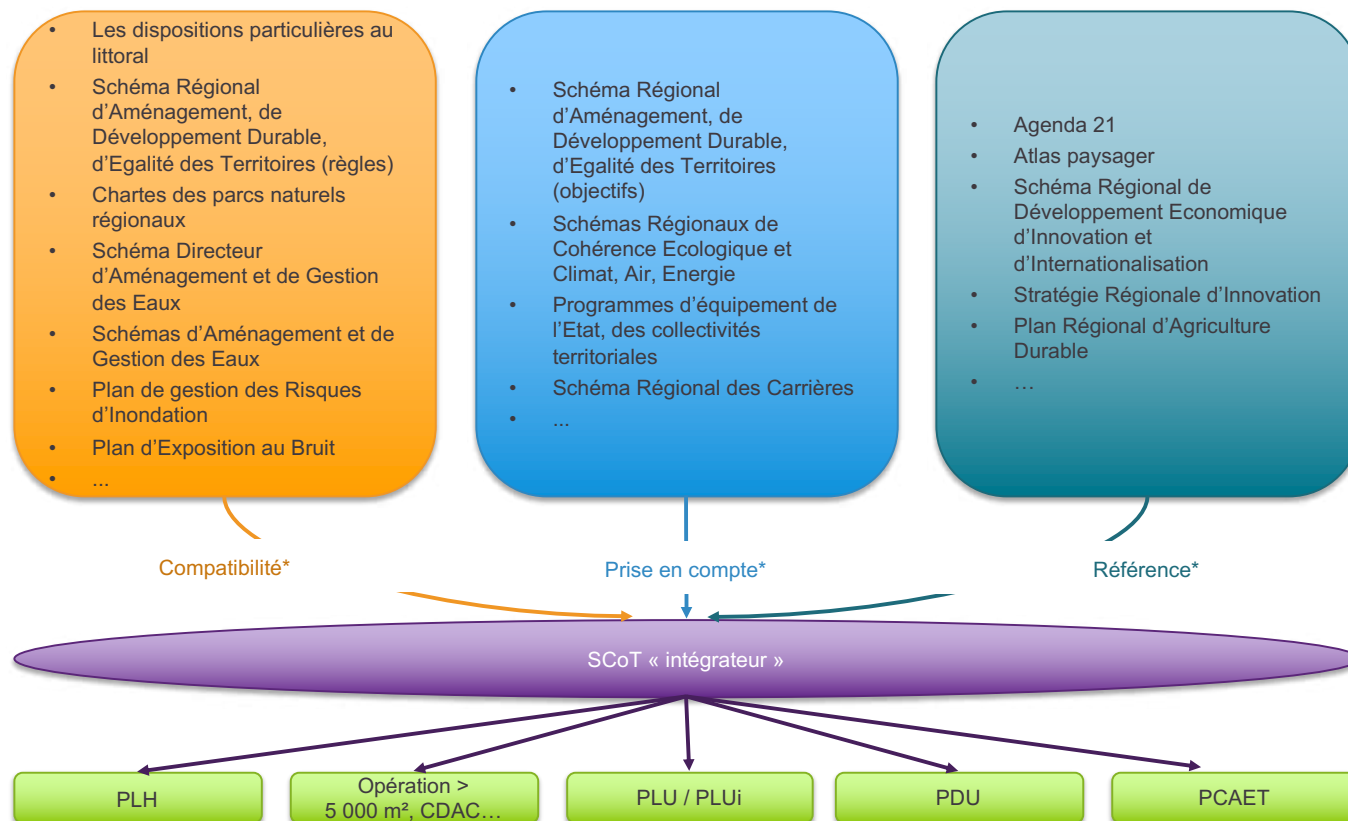 • Les dispositions particulières au
littoral
• Schéma Régional
d’Aménagement, de
Développement Durable,
d’Egalité des Territoires (règles)
• Chartes des parcs naturels
régionaux
• Schéma Directeur
d’Aménagement et de Gestion
des Eaux
• Schémas d’Aménagement et de
Gestion des Eaux
• Plan de gestion des Risques
d’Inondation
• Plan d’Exposition au Bruit
• ...
• Schéma Régional
d’Aménagement, de
Développement Durable,
d’Egalité des Territoires
(objectifs)
• Schémas Régionaux de
Cohérence Ecologique et
Climat, Air, Energie
• Programmes d’équipement de
l’Etat, des collectivités
territoriales
• Schéma Régional des Carrières
• ...
• Agenda 21
• Atlas paysager
• Schéma Régional de
Développement Economique
d’Innovation et
d’Internationalisation
• Stratégie Régionale d’Innovation
• Plan Régional d’Agriculture
Durable
• …
Compatibilité*
Prise en compte*
Référence*
SCoT « intégrateur »
PLH
Opération >
5 000 m², CDAC…
PLU / PLUi
PDU
PCAET